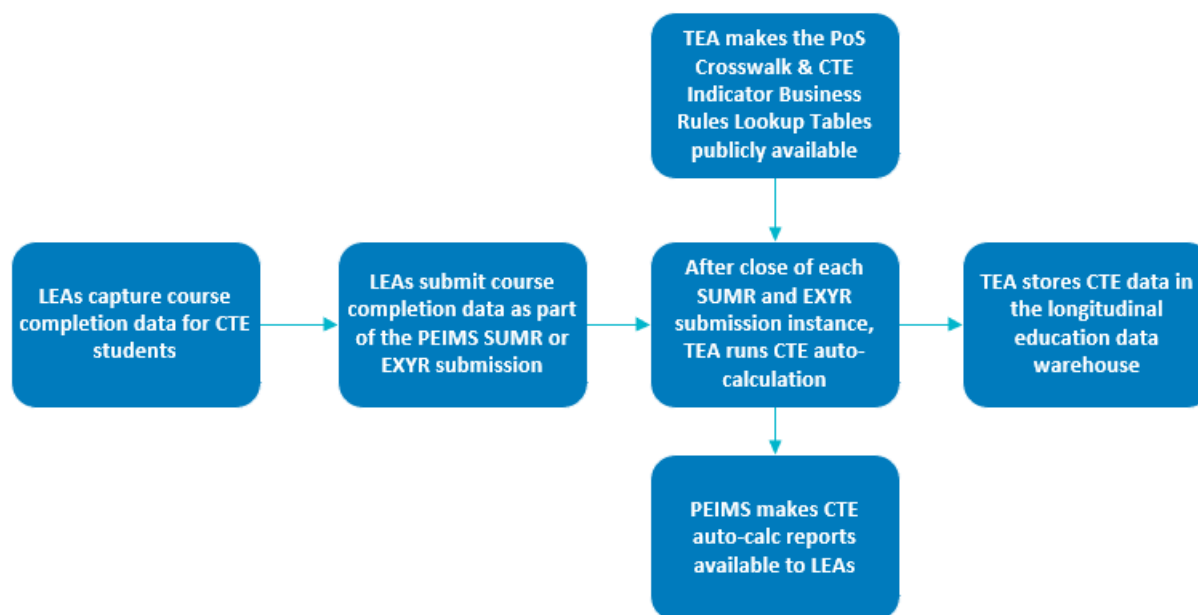 TEA makes the PoS
Crosswalk & CTE
Indicator Business
Rules Lookup Tables
publicly available
LEAs capture course
completion data for CTE
students
LEAs submit course
completion data as part
of the PEIMS SUMR or
EXYR submission
After close of each
SUMR and EXYR
submission instance,
TEA runs CTE auto-
calculation
TEA stores CTE data in
the longitudinal
education data
warehouse
PEIMS makes CTE
auto-calc reports
available to LEAs